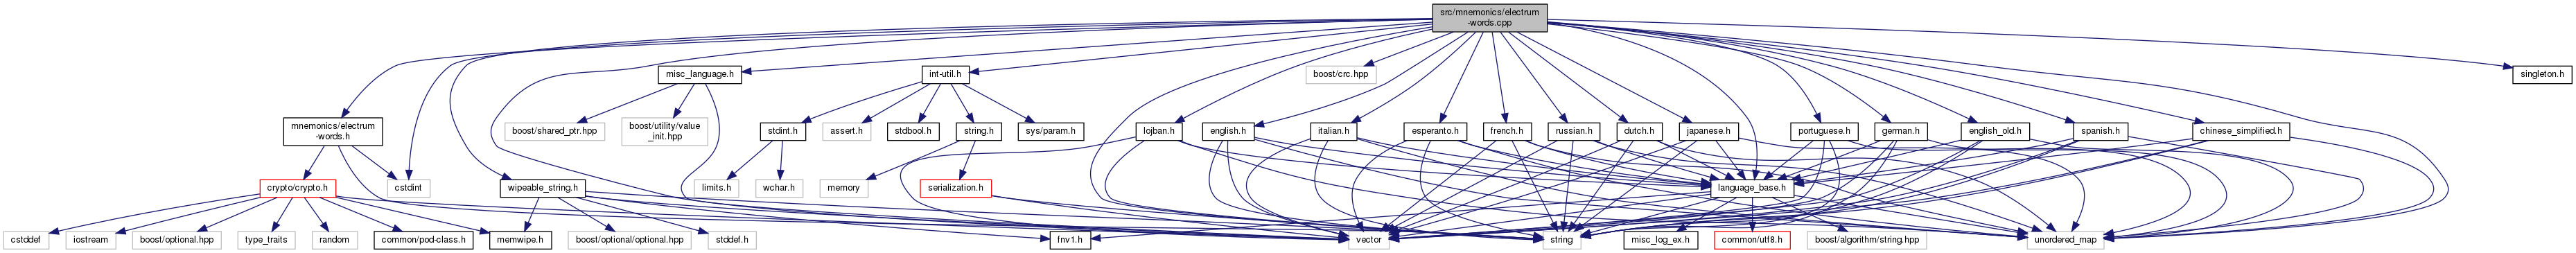 src/mnemonics/electrum
-words.cpp
misc_language.h
int-util.h
boost/crc.hpp
singleton.h
mnemonics/electrum
-words.h
boost/shared_ptr.hpp
boost/utility/value
_init.hpp
stdint.h
assert.h
stdbool.h
string.h
sys/param.h
lojban.h
english.h
italian.h
esperanto.h
french.h
russian.h
dutch.h
japanese.h
portuguese.h
german.h
english_old.h
spanish.h
chinese_simplified.h
crypto/crypto.h
cstdint
wipeable_string.h
limits.h
wchar.h
memory
serialization.h
language_base.h
cstddef
iostream
boost/optional.hpp
type_traits
random
common/pod-class.h
memwipe.h
boost/optional/optional.hpp
stddef.h
fnv1.h
vector
string
misc_log_ex.h
common/utf8.h
boost/algorithm/string.hpp
unordered_map